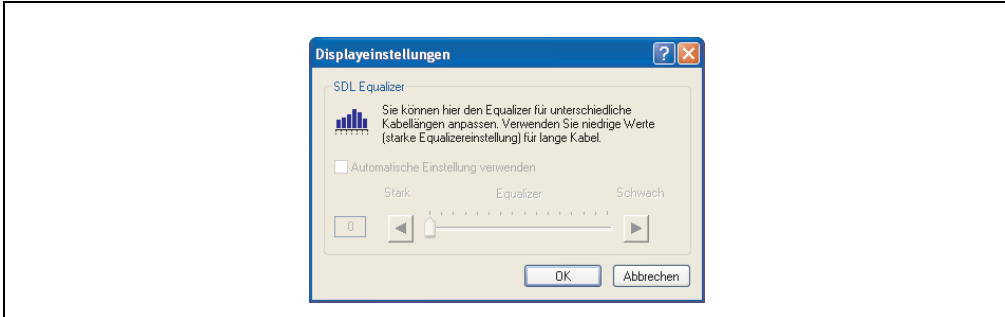 Displayeinstellungen
SDL Equalizer
Sie können hier den Equalizer für unterschiedliche
Kabellängen anpassen. Verwenden Sie niedrige Werte
(starke Equalizereinstellung) für lange Kabel.
Automatische Einstellung verwenden
Stark Equalizer Schwach
0
OK Abbrechen